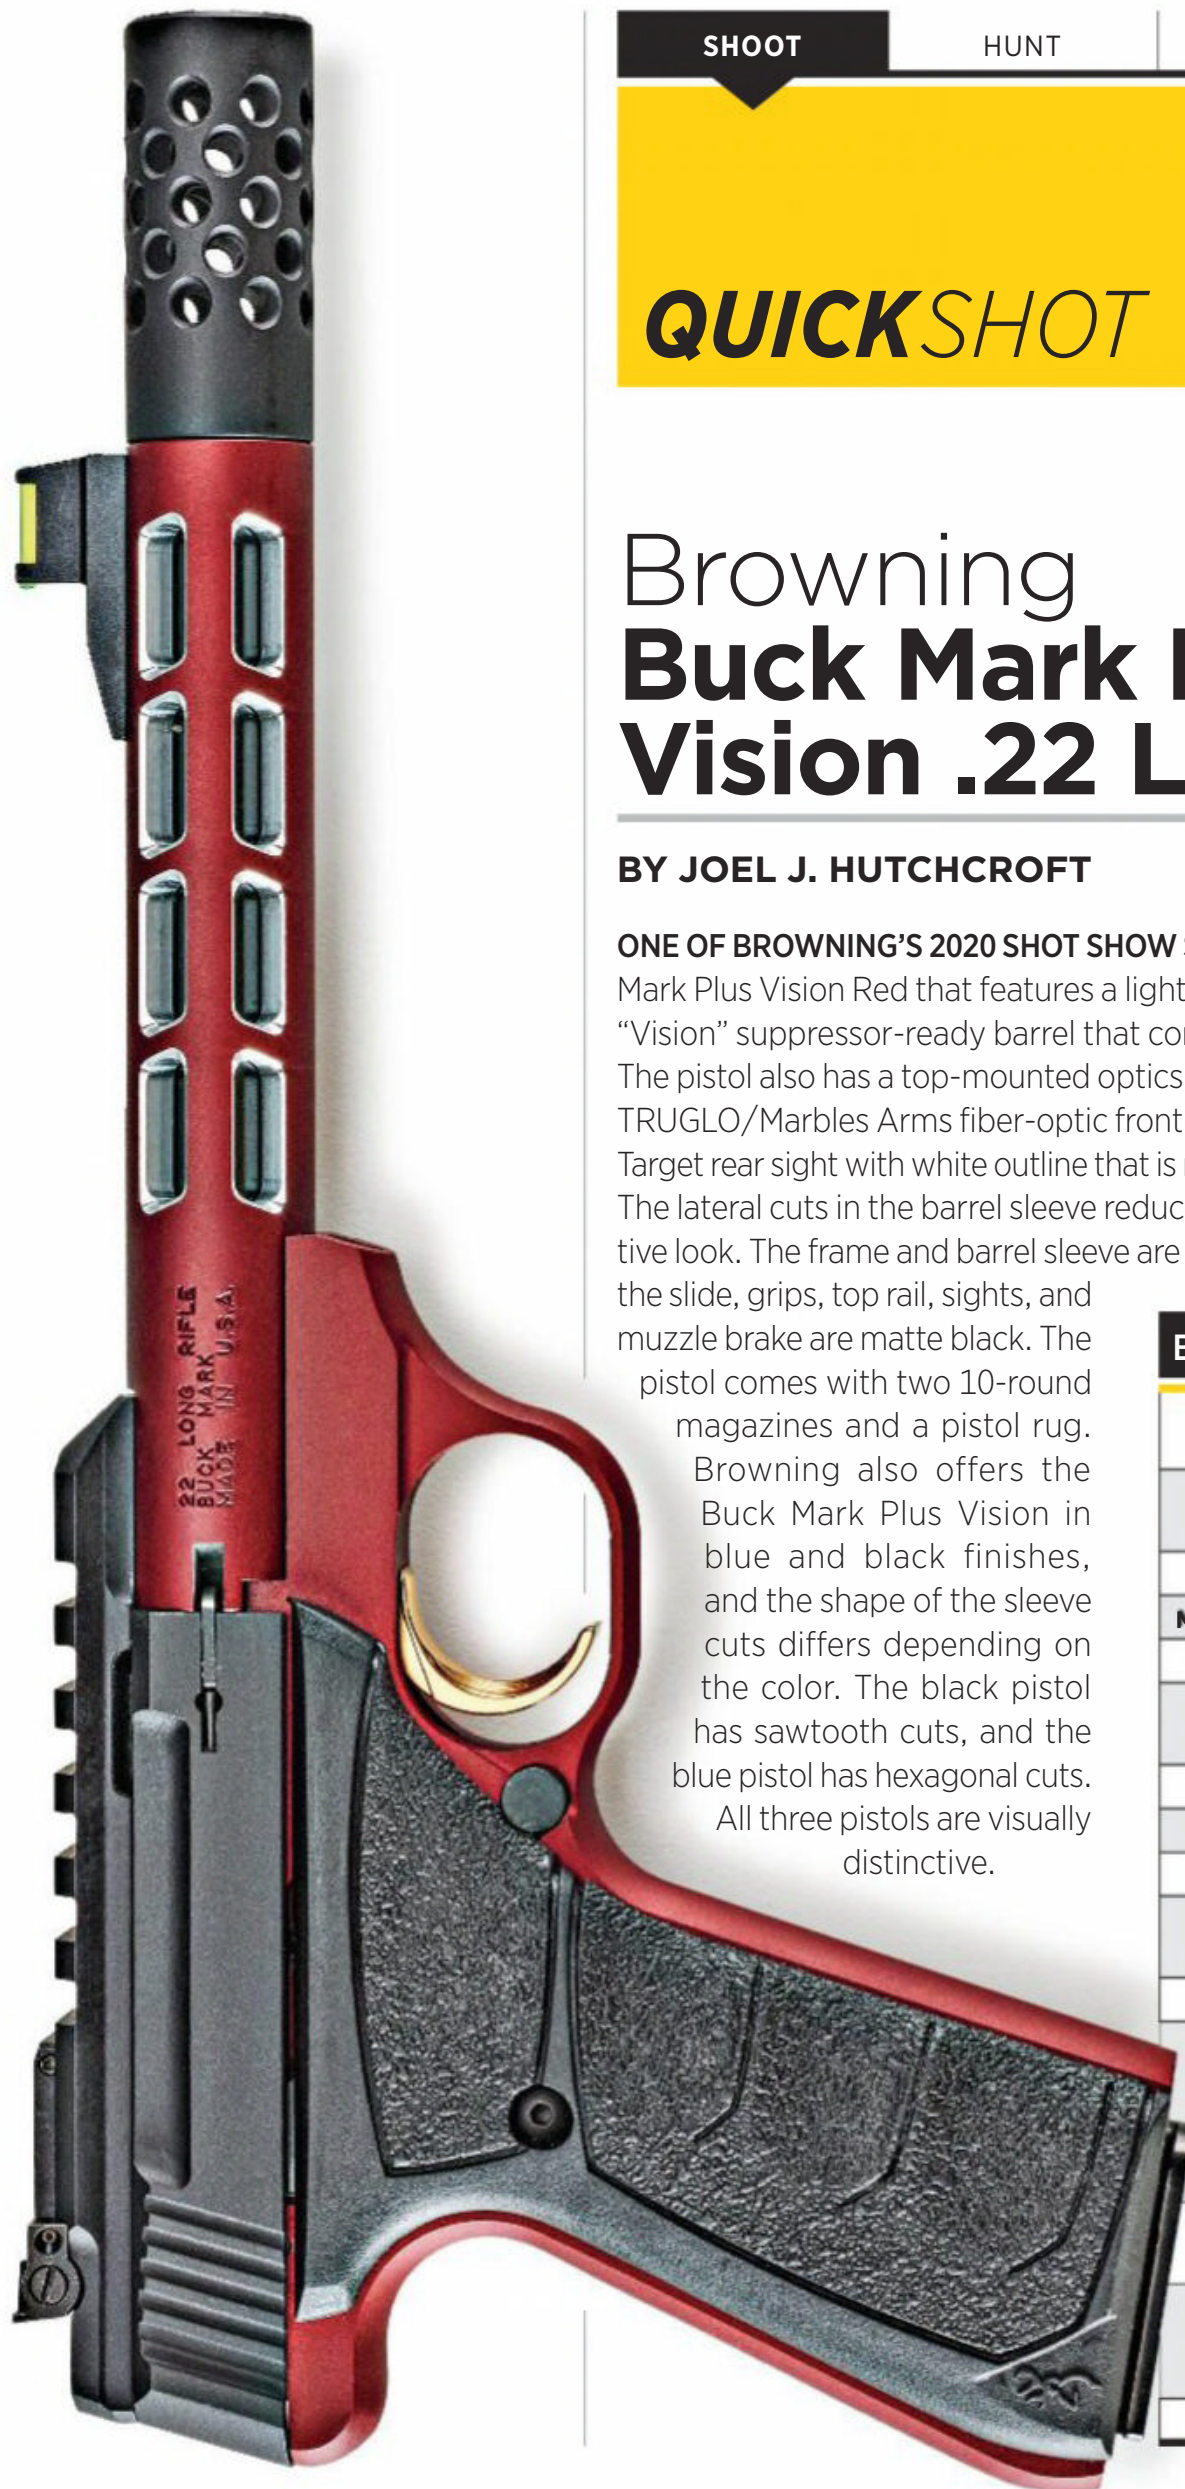 SHOOT
HUNT
QUICKSHOT
Browning
Buck Mark
Vision .22 L
BY JOEL J. HUTCHCROFT
ONE OF BROWNING’S 2020 SHOT SHOW
Mark Plus Vision Red that features a light
“Vision” suppressor-ready barrel that co
The pistol also has a top-mounted optics
TRUGLO/Marbles Arms fiber-optic front
Target rear sight with white outline that is
The lateral cuts in the barrel sleeve reduc
tive look. The frame and barrel sleeve are
the slide, grips, top rail, sights, and
muzzle brake are matte black. The
pistol comes with two 10-round
magazines and a pistol rug.
Browning also offers the
Buck Mark Plus Vision in
blue and black finishes,
and the shape of the sleeve
cuts differs depending on
the color. The black pistol
has sawtooth cuts, and the
blue pistol has hexagonal cuts.
All three pistols are visually
distinctive.
22 LONG RIFLE
BUCK MARK
MADE IN U.S.A.